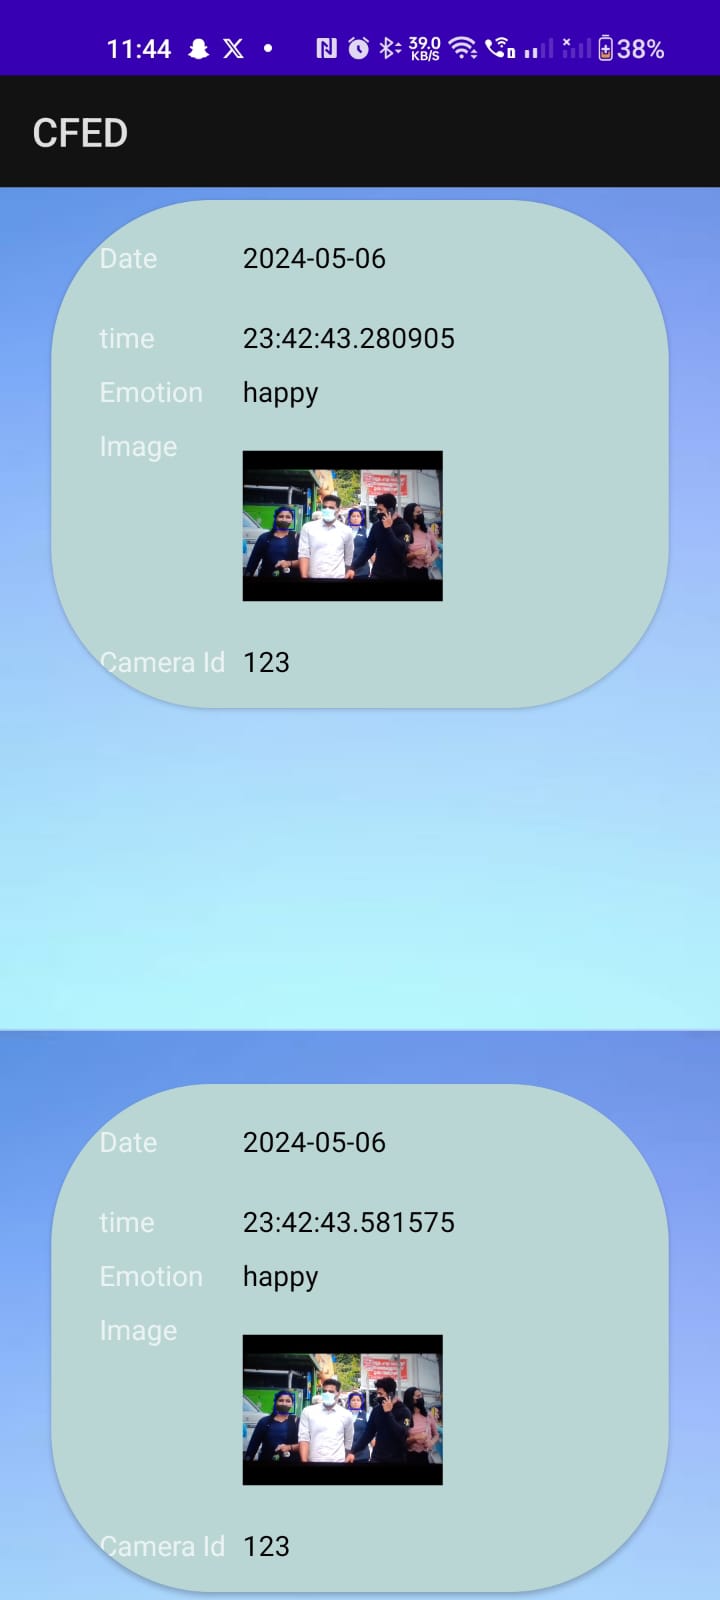 11:44 X 39.0 KB/S 38%
CFED
Date 2024-05-06
time 23:42:43.280905
Emotion happy
Image
Camera Id 123
Date 2024-05-06
time 23:42:43.581575
Emotion happy
Image
Camera Id 123